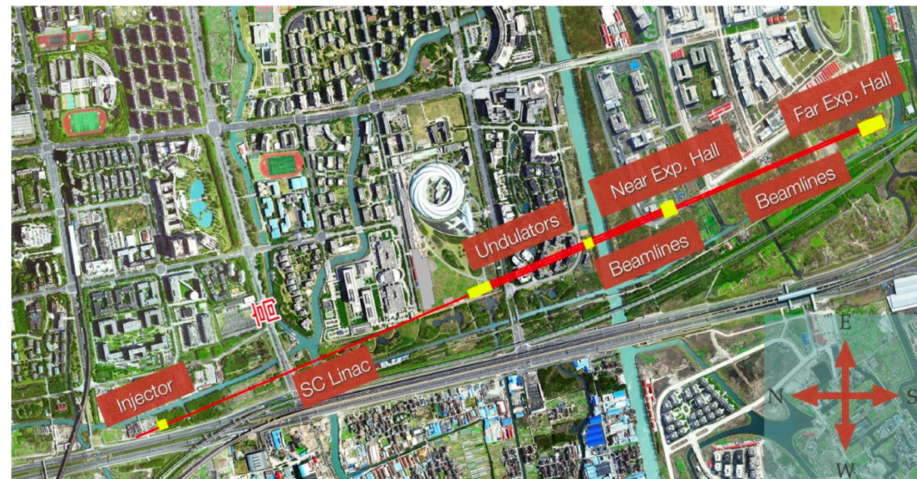 Far Exp. Hall
Near Exp. Hall
Beamlines
Undulators
Beamlines
SC Linac
Injector
E
N
S
W